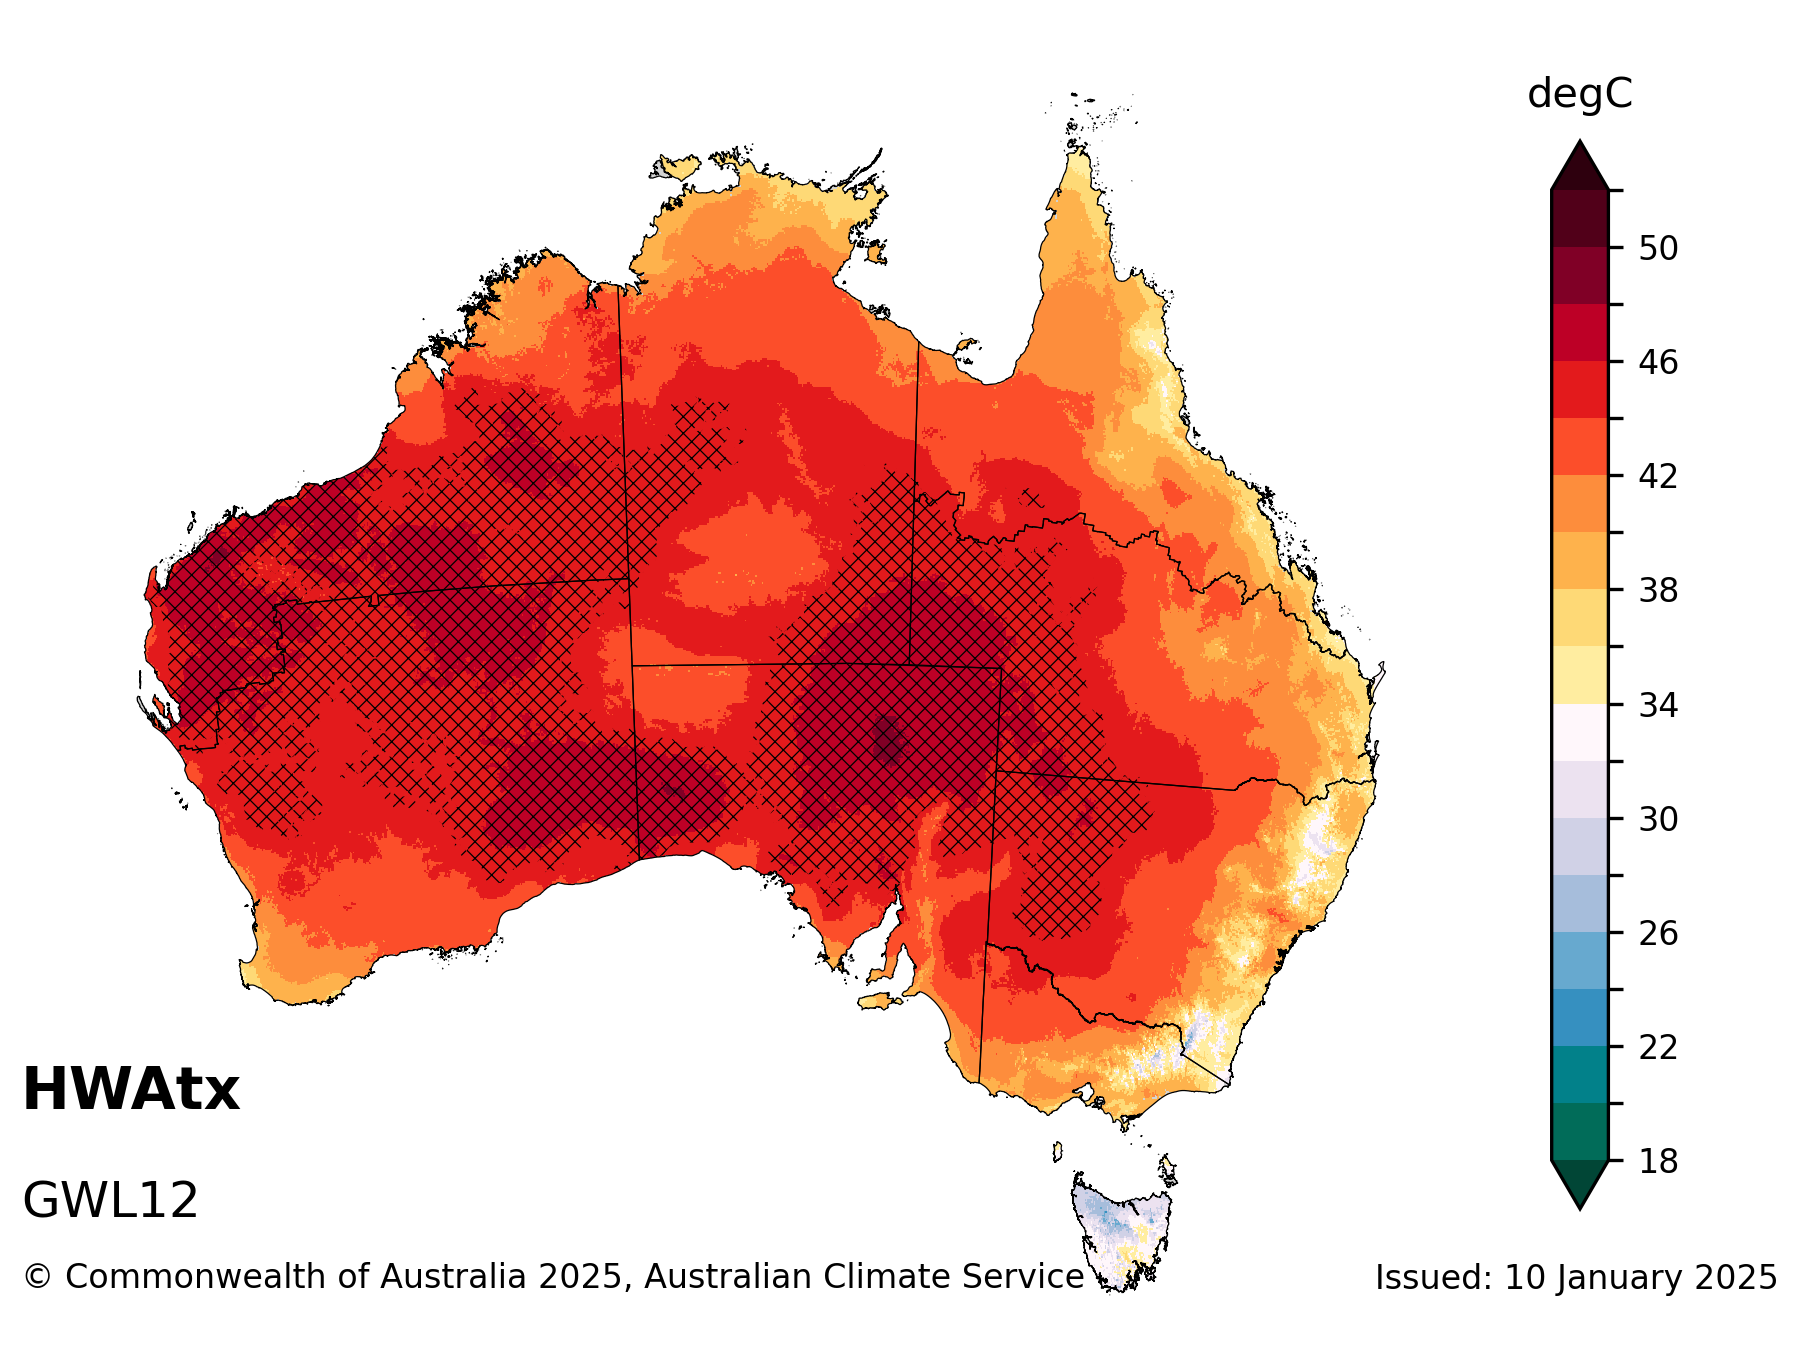 degC
50
46
42
38
34
30
26
22
18
HWAtx
GWL12
© Commonwealth of Australia 2025, Australian Climate Service
Issued: 10 January 2025